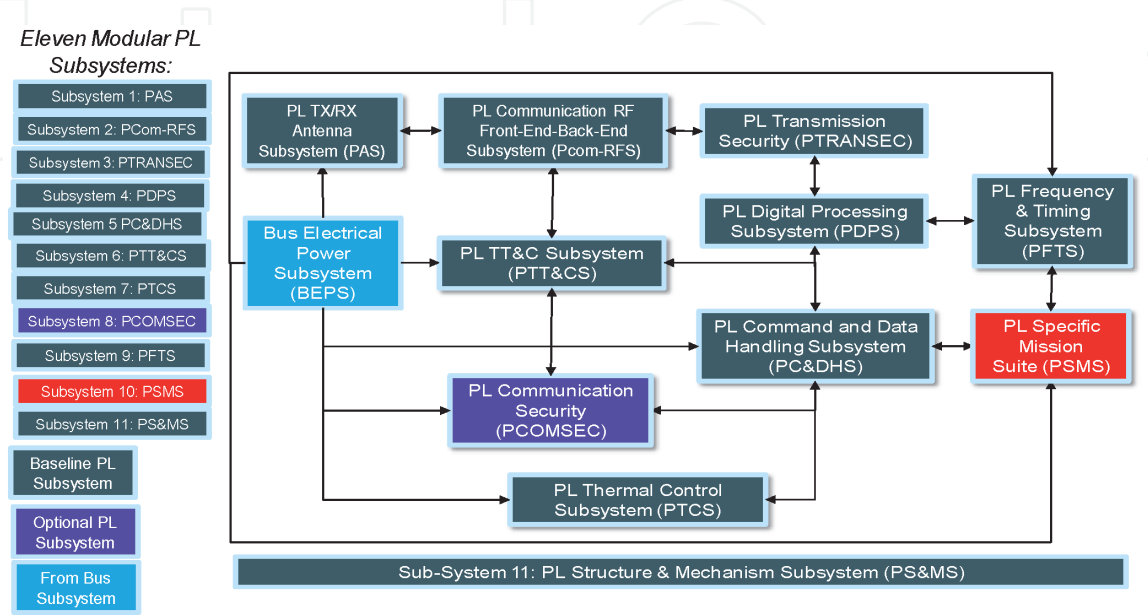 Eleven Modular PL
Subsystems:
Subsystem 1: PAS
Subsystem 2: PCom-RFS
Subsystem 3: PTRANSEC
Subsystem 4: PDPS
Subsystem 5 PC&DHS
Subsystem 6: PTT&CS
Subsystem 7: PTCS
Subsystem 8: PCOMSEC
Subsystem 9: PFTS
Subsystem 10: PSMS
Subsystem 11: PS&MS
Baseline PL
Subsystem
Optional PL
Subsystem
From Bus
Subsystem
PL TX/RX
Antenna
Subsystem (PAS)
PL Communication RF
Front-End-Back-End
Subsystem (Pcom-RFS)
PL Transmission
Security (PTRANSEC)
PL Digital Processing
Subsystem (PDPS)
PL Frequency
& Timing
Subsystem
(PFTS)
Bus Electrical
Power
Subsystem
(BEPS)
PL TT&C Subsystem
(PTT&CS)
PL Command and Data
Handling Subsystem
(PC&DHS)
PL Specific
Mission
Suite (PSMS)
PL Communication
Security
(PCOMSEC)
PL Thermal Control
Subsystem (PTCS)
Sub-System 11: PL Structure & Mechanism Subsystem (PS&MS)